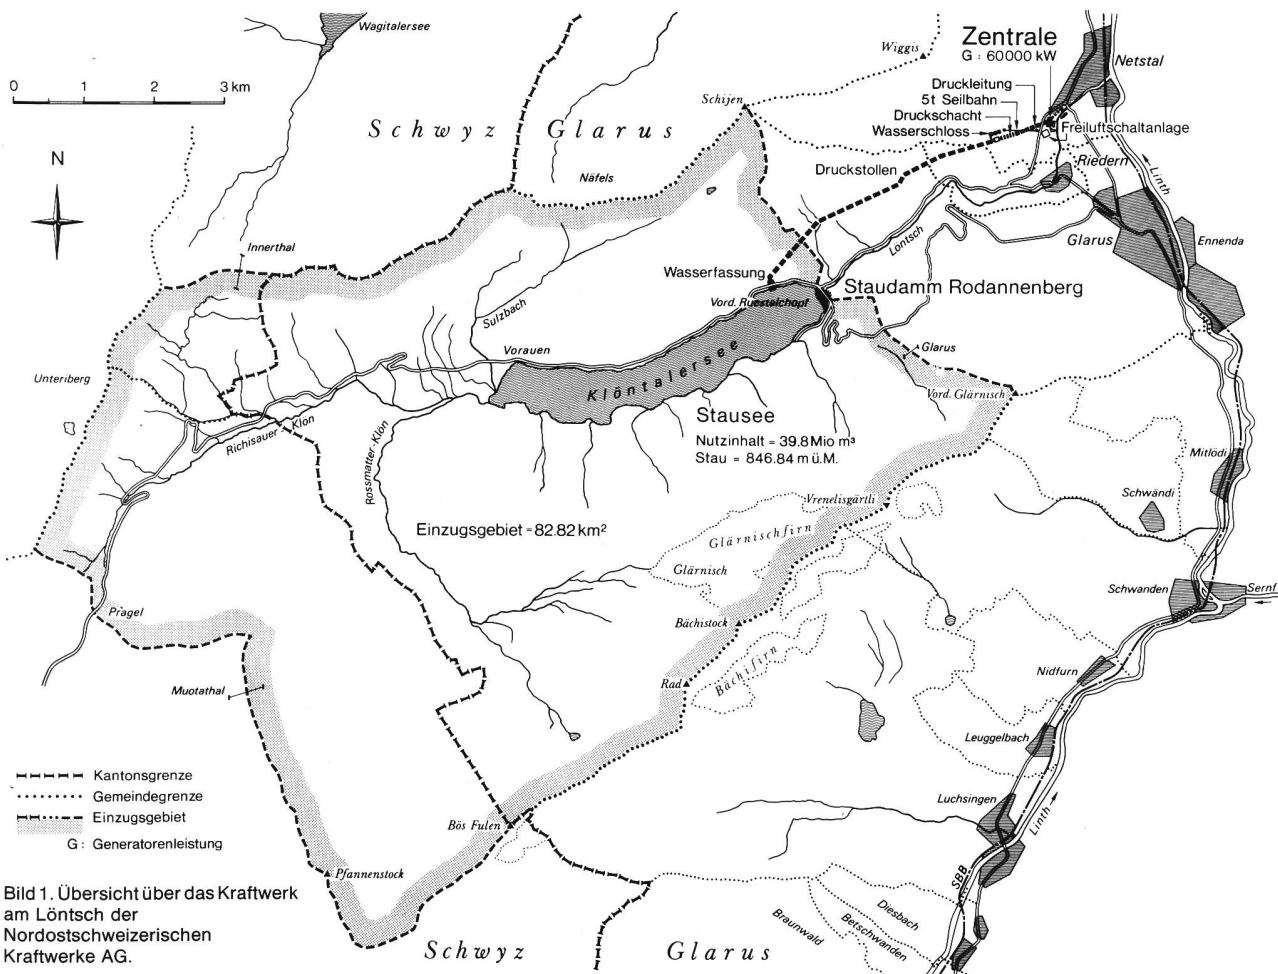 Wagitalersee
0 1 2 3 km
N
Schwyz
Glarus
Wiggis
Schijen
Zentrale
G : 60000 kW
Netstal
Druckleitung
5t Seilbahn
Druckschacht
Wasserschloss
Freiluftschaltanlage
Druckstollen
Riedern
Linth
Näfels
Löntsch
Glarus
Ennenda
Innerthal
Wasserfassung
Staudamm Rodannenberg
Sulzbach
Vord. Ruestelchopf
Vorauen
Klöntalersee
Glarus
Unteriberg
Vord. Glärnisch
Richisauer - Klön
Rossmatter-Klön
Stausee
Nutzinhalt = 39.8 Mio m³
Stau = 846.84 m ü.M.
Mitlödi
Schwändi
Vrenelisgärtli
Einzugsgebiet = 82.82 km²
Glärnischfirn
Glärnisch
Schwanden
Sernf
Pragel
Bächistock
Bächifirn
Rad
Nidfurn
Muotathal
Leuggelbach
Luchsingen
Linth
Kantonsgrenze
Gemeindegrenze
Einzugsgebiet
G : Generatorenleistung
Bös Fulen
Pfannenstock
SBB
Diesbach
Betschwanden
Braunwald
Schwyz
Glarus
Bild 1. Übersicht über das Kraftwerk
am Löntsch der
Nordostschweizerischen
Kraftwerke AG.